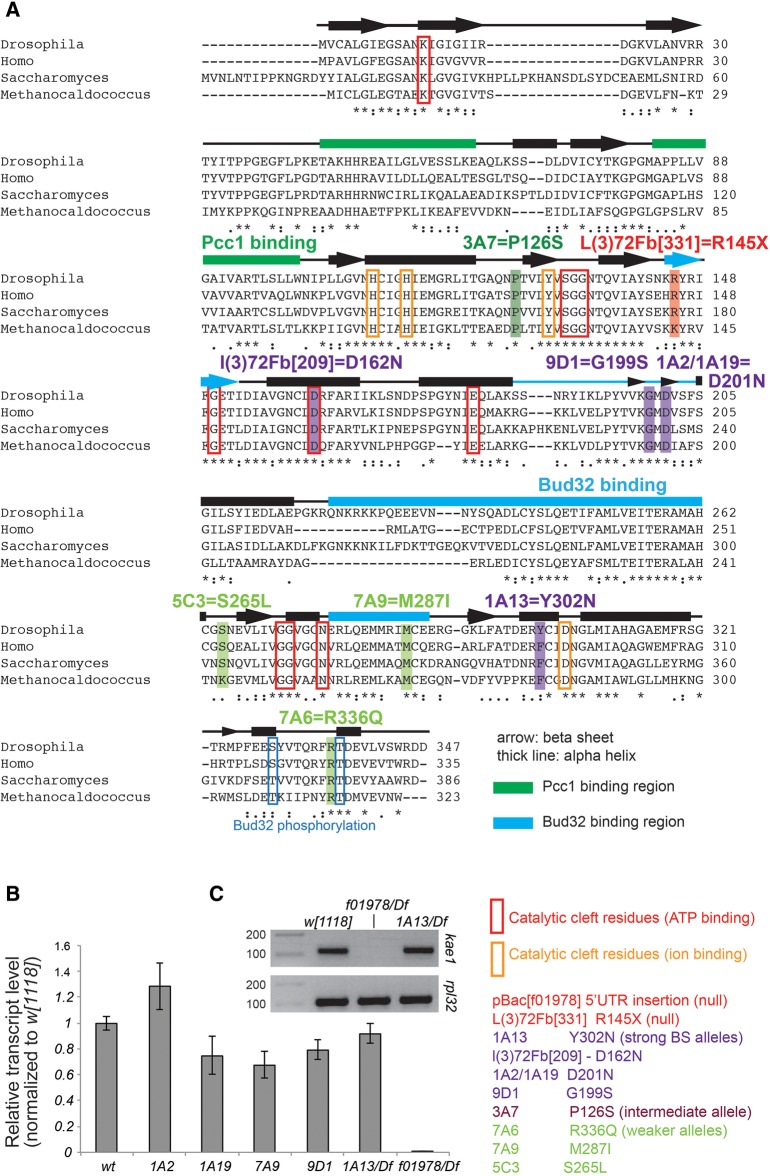 A
Drosophila --------------MVCALGIEGSANKIGIGIIR--------------DGKVLANVRR 30
Homo --------------MPAVLGFEGSANKIGVGVVR--------------DGKVLANPRR 30
Saccharomyces MVNLNTIPPKNGRDYYIALGLEGSANKLGVGIVKHPLLPKHANSDLSYDCEAEMLSNIRD 60
Methanocaldococcus --------------MICLGLEGTAEKTGVGIVTS--------------DGEVLFN-KT 29
Drosophila TYITPPGEGFLPKETAKHHREAILGLVESSLKEAQLKSS--DLDVICYTKGPGMAPPLLV 88
Homo TYVTPPGTGFLPGDTARHHRAVILDLLQEALTESGLTSQ--DIDCIAYTKGPGMGAPLVS 88
Saccharomyces TYVTPPGEGFLPRDTARHHRNWCIRLIKQALAEADIKSPTLDIDVICFTKGPGMGAPLHS 120
Methanocaldococcus IMYKPPKQGINPREAADHHAETFPKLIKEAFEVVDKN----EIDLIAFSQGPGLGPSLRV 85
Pcc1 binding
3A7=P126S
L(3)72Fb[331]=R145X
Drosophila GAIVARTLSLLWNIPLLGVNHCIGHIEMGRLITGAQNPTVLYVSGGNTQVIAYSNKRYRI 148
Homo VAVVARTVAQLWNKPLVGVNHCIGHIEMGRLITGATSPTVLYVSGGNTQVIAYSEHRYRI 148
Saccharomyces VVIAARTCSLLWDVPLVGVNHCIGHIEMGREITKAQNPVVLYVSGGNTQVIAYSEKRYRI 180
Methanocaldococcus TATVARTLSLTLKKPIIGVNHCIAHIEIGKLTTEAEDPLTLYVSGGNTQVIAYVSKKYRV 145
l(3)72Fb[209]=D162N
9D1=G199S
1A2/1A19=
D201N
Drosophila FGETIDIAVGNCLDRFARIIKLSNDPSPGYNIEQLAKSS---NRYIKLPYVVKGMDVSFS 205
Homo FGETIDIAVGNCLDRFARVLKISNDPSPGYNIEQMAKRG---KKLVELPYTVKGMDVSFS 205
Saccharomyces FGETLDIAIGNCLDRFARTLKIPNEPSPGYNIEQLAKKAPHKENLVELPYTVKGMDLSMS 240
Methanocaldococcus FGETLDIAVGNCLDQFARYVNLPHPGGP--YIEELARKG---KKLVDLPYTVKGMDIAFS 200
Bud32 binding
Drosophila GILSYIEDLAEPGKRQNKRKKPQEEEVN---NYSQADLCYSLQETIFAMLVEITERAMAH 262
Homo GILSFIEDVAH-----------RMLATG---ECTPEDLCFSLQETVFAMLVEITERAMAH 251
Saccharomyces GILASIDLLAKDLFKGNKKNKILFDKTTGEQKVTVEDLCYSLQENLFAMLVEITERAMAH 300
Methanocaldococcus GLLTAAMRAYDAG----------------ERLEDICYSLQEYAFSMLTEITERALAH 241
5C3=S265L
7A9=M287I
1A13=Y302N
Drosophila CGSNEVLIVGGVGCNERLQEMMRIMCEERG-GKLFATDERYCIDNGLMIAHAGAEMFRSG 321
Homo CGSQEALIVGGVGCNVRLQEMMATMCQERG-ARLFATDERFCIDNGAMIAQAGWEMFRAG 310
Saccharomyces VNSNQVLIVGGVGCNVRLQEMMAQMCKDRANGQVHATDNRFCIDNGVMIAQAGLLEYRMG 360
Methanocaldococcus TNKGEVMLVGGVAANNRLREMLKAMCEGQN-VDFYVPPKEFCGDNGAMIAWLGLLMHKNG 300
7A6=R336Q
Drosophila -TRMPFEESYVTQRFRTDEVLVSWRDD 347
Homo -HRTPLSDSGVTQRYRTDEVEVTWRD- 335
Saccharomyces GIVKDFSETVVTQKFRTDEVYAAWRD- 386
Methanocaldococcus -RWMSLDETKIIPNYRTDMVEVNW--- 323
Bud32 phosphorylation
arrow: beta sheet
thick line: alpha helix
Pcc1 binding region
Bud32 binding region
B
Relative transcript level
(normalized to w[1118])
1.6
1.4
1.2
1
0.8
0.6
0.4
0.2
0
wt 1A2 1A19 7A9 9D1 1A13/Df f01978/Df
C
f01978/Df
w[1118] | 1A13/Df
200
100
kae1
200
100
rpl32
Catalytic cleft residues (ATP binding)
Catalytic cleft residues (ion binding)
pBac[f01978] 5'UTR insertion (null)
L(3)72Fb[331] R145X (null)
1A13 Y302N (strong BS alleles)
l(3)72Fb[209] - D162N
1A2/1A19 D201N
9D1 G199S
3A7 P126S (intermediate allele)
7A6 R336Q (weaker alleles)
7A9 M287I
5C3 S265L